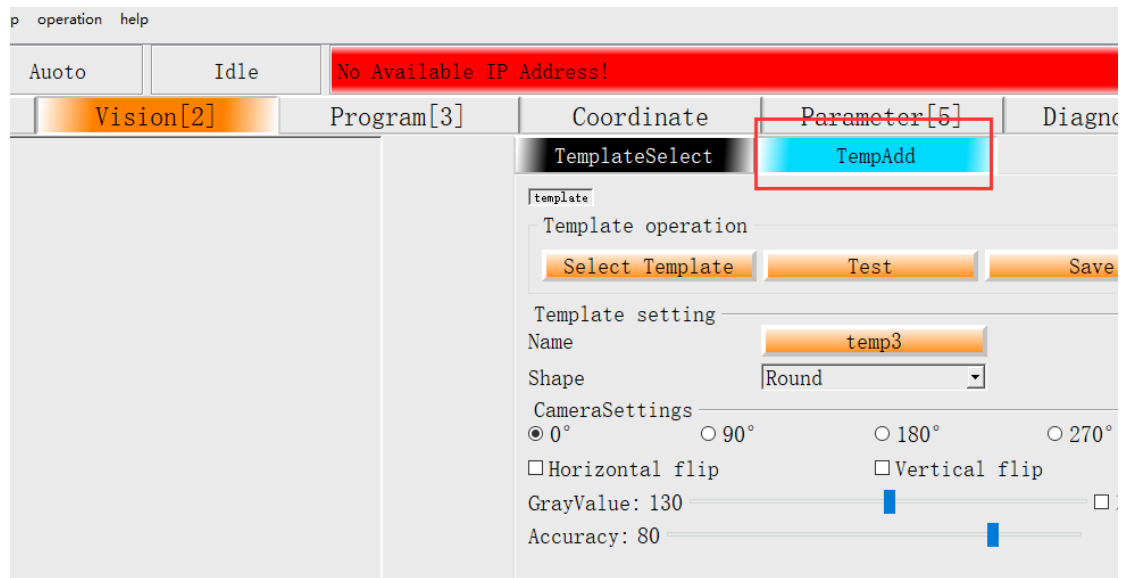 p operation help
Auoto Idle No Available IP Address!
Vision[2] Program[3] Coordinate Parameter[5] Diagno
TemplateSelect TempAdd
template
Template operation
Select Template Test Save
Template setting
Name temp3
Shape Round
CameraSettings
0° 90° 180° 270°
Horizontal flip Vertical flip
GrayValue: 130
Accuracy: 80